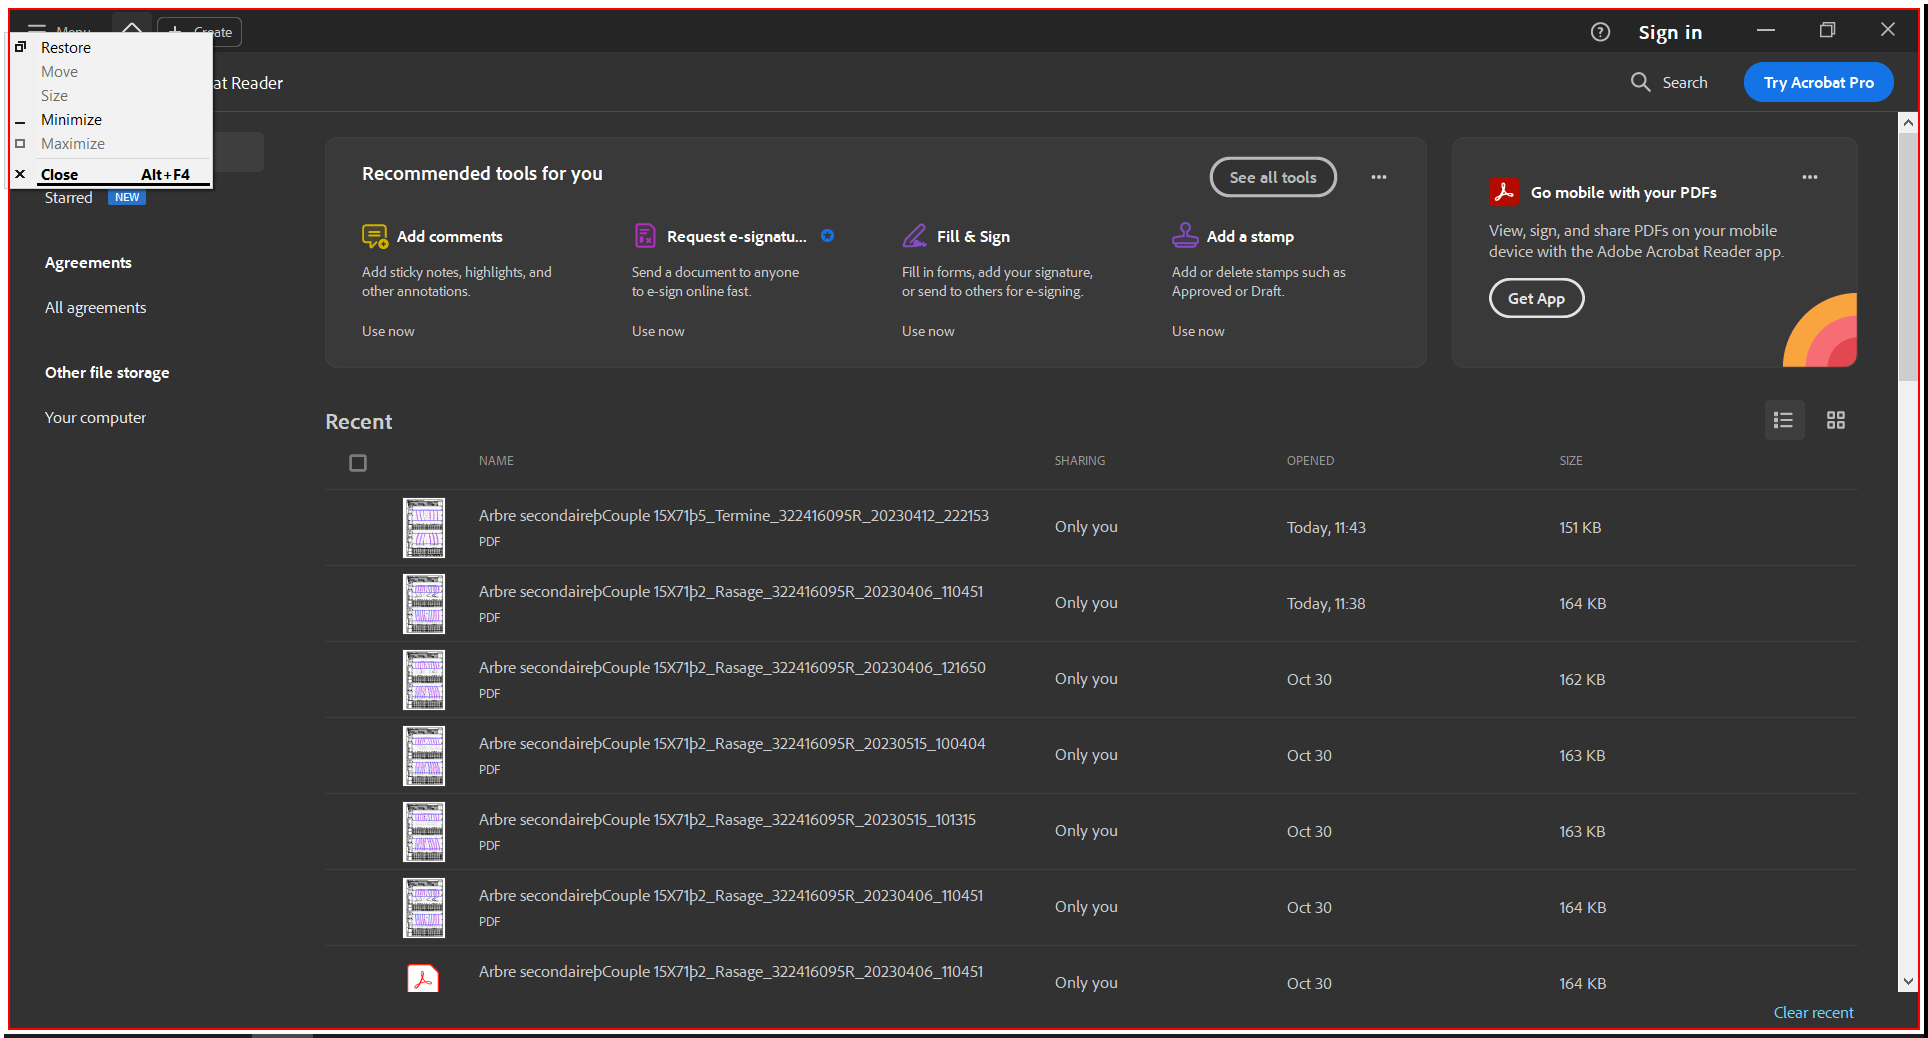 Menu
Create
Sign in
Restore
Move
Size
Minimize
Maximize
Close Alt+F4
at Reader
Search
Try Acrobat Pro
Starred NEW
Agreements
All agreements
Other file storage
Your computer
Recommended tools for you
See all tools
Add comments
Add sticky notes, highlights, and
other annotations.
Use now
Request e-signatu...
Send a document to anyone
to e-sign online fast.
Use now
Fill & Sign
Fill in forms, add your signature,
or send to others for e-signing.
Use now
Add a stamp
Add or delete stamps such as
Approved or Draft.
Use now
Go mobile with your PDFs
View, sign, and share PDFs on your mobile
device with the Adobe Acrobat Reader app.
Get App
Recent
NAME SHARING OPENED SIZE
Arbre secondaireþCouple 15X71þ5_Termine_322416095R_20230412_222153
PDF
Only you Today, 11:43 151 KB
Arbre secondaireþCouple 15X71þ2_Rasage_322416095R_20230406_110451
PDF
Only you Today, 11:38 164 KB
Arbre secondaireþCouple 15X71þ2_Rasage_322416095R_20230406_121650
PDF
Only you Oct 30 162 KB
Arbre secondaireþCouple 15X71þ2_Rasage_322416095R_20230515_100404
PDF
Only you Oct 30 163 KB
Arbre secondaireþCouple 15X71þ2_Rasage_322416095R_20230515_101315
PDF
Only you Oct 30 163 KB
Arbre secondaireþCouple 15X71þ2_Rasage_322416095R_20230406_110451
PDF
Only you Oct 30 164 KB
Arbre secondaireþCouple 15X71þ2_Rasage_322416095R_20230406_110451
Only you Oct 30 164 KB
Clear recent